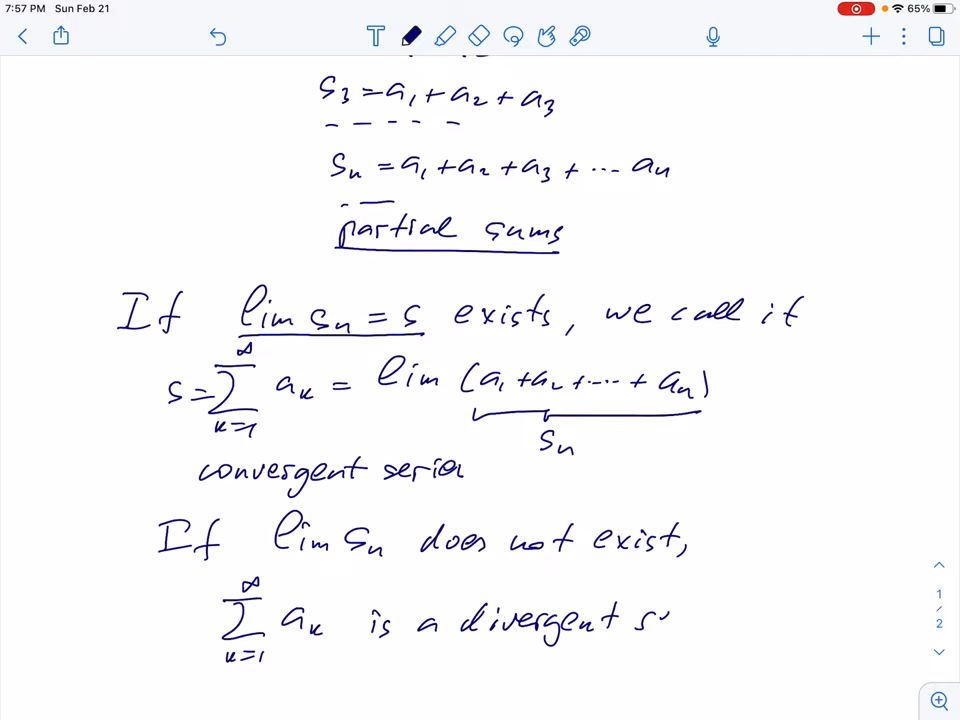 7:57 PM Sun Feb 21 65%
T
s₃ = a₁ + a₂ + a₃
sₙ = a₁ + a₂ + a₃ + ... aₙ
partial sums
If lim sₙ = s exists, we call it
s = ∑_{k=1}^{∞} aₖ = lim (a₁ + a₂ + ..... + aₙ)
sₙ
convergent series
If lim sₙ does not exist,
∑_{k=1}^{∞} aₖ is a divergent s
1
/
2